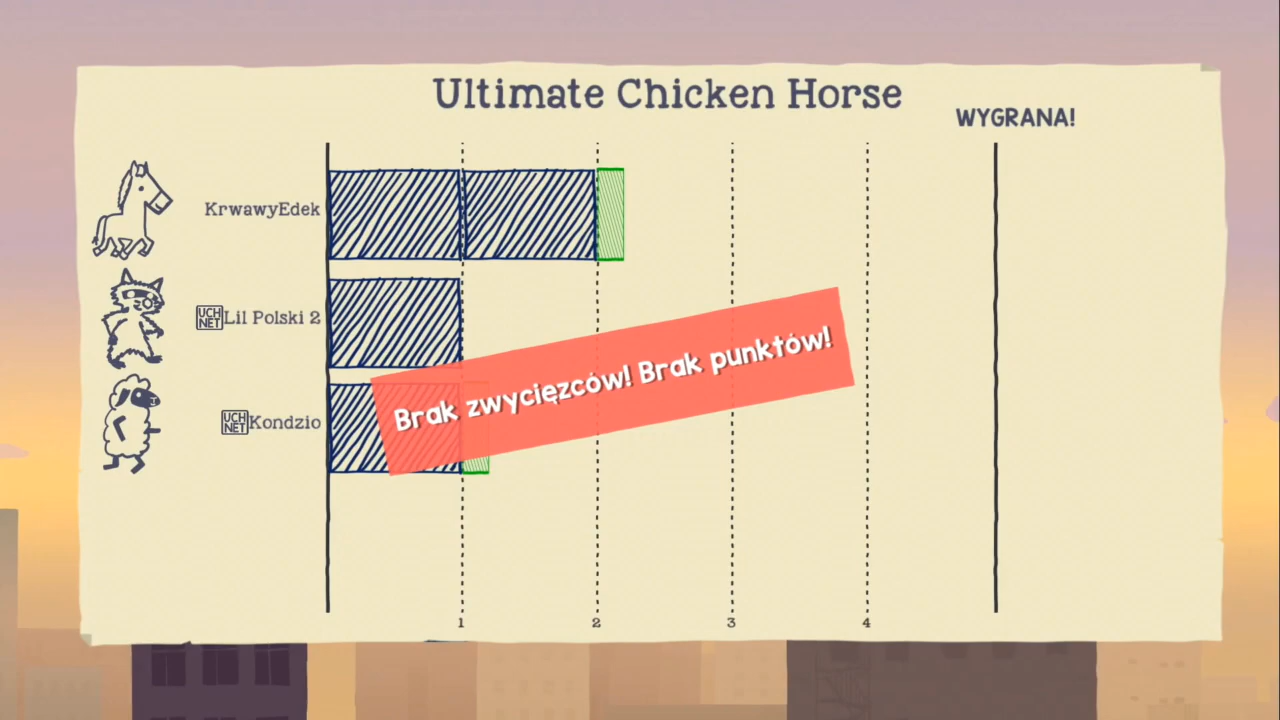 Ultimate Chicken Horse
WYGRANA!
KrwawyEdek
UCH NET Lil Polski 2
UCH NET Kondzio
Brak zwycięzców! Brak punktów!
1 2 3 4